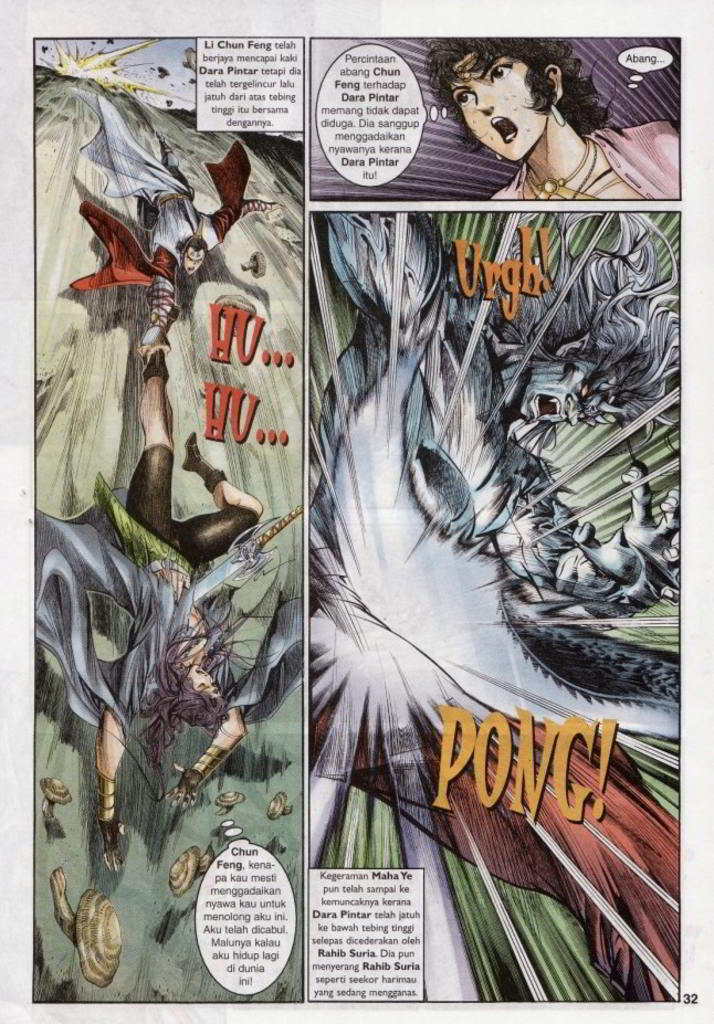 Li Chun Feng telah
berjaya mencapai kaki
Dara Pintar tetapi dia
telah tergelincur lalu
jatuh dari atas tebing
tinggi itu bersama
dengannya.
HU...
HU...
Chun
Feng, kena-
pa kau mesti
menggadaikan
nyawa kau untuk
menolong aku ini.
Aku telah dicabul.
Malunya kalau
aku hidup lagi
di dunia
ini!
Percintaan
abang Chun
Feng terhadap
Dara Pintar
memang tidak dapat
diduga. Dia sanggup
menggadaikan
nyawanya kerana
Dara Pintar
itu!
Abang...
Urgh!
PONG!
Kegeraman Maha Ye
pun telah sampai ke
kemuncaknya kerana
Dara Pintar telah jatuh
ke bawah tebing tinggi
selepas dicederakan oleh
Rahib Suria. Dia pun
menyerang Rahib Suria
seperti seekor harimau
yang sedang mengganas.
32